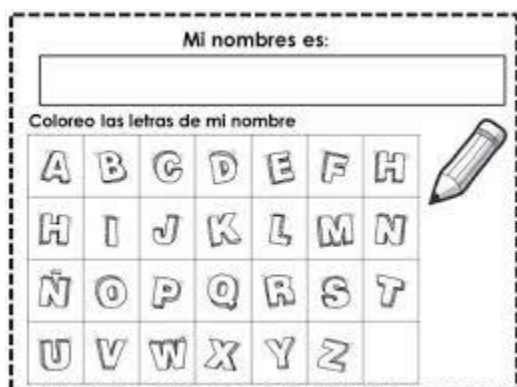 Mi nombres es:
Coloreo las letras de mi nombre
A B C D E F H
H I J K L M N
Ñ O P Q R S T
U V W X Y Z